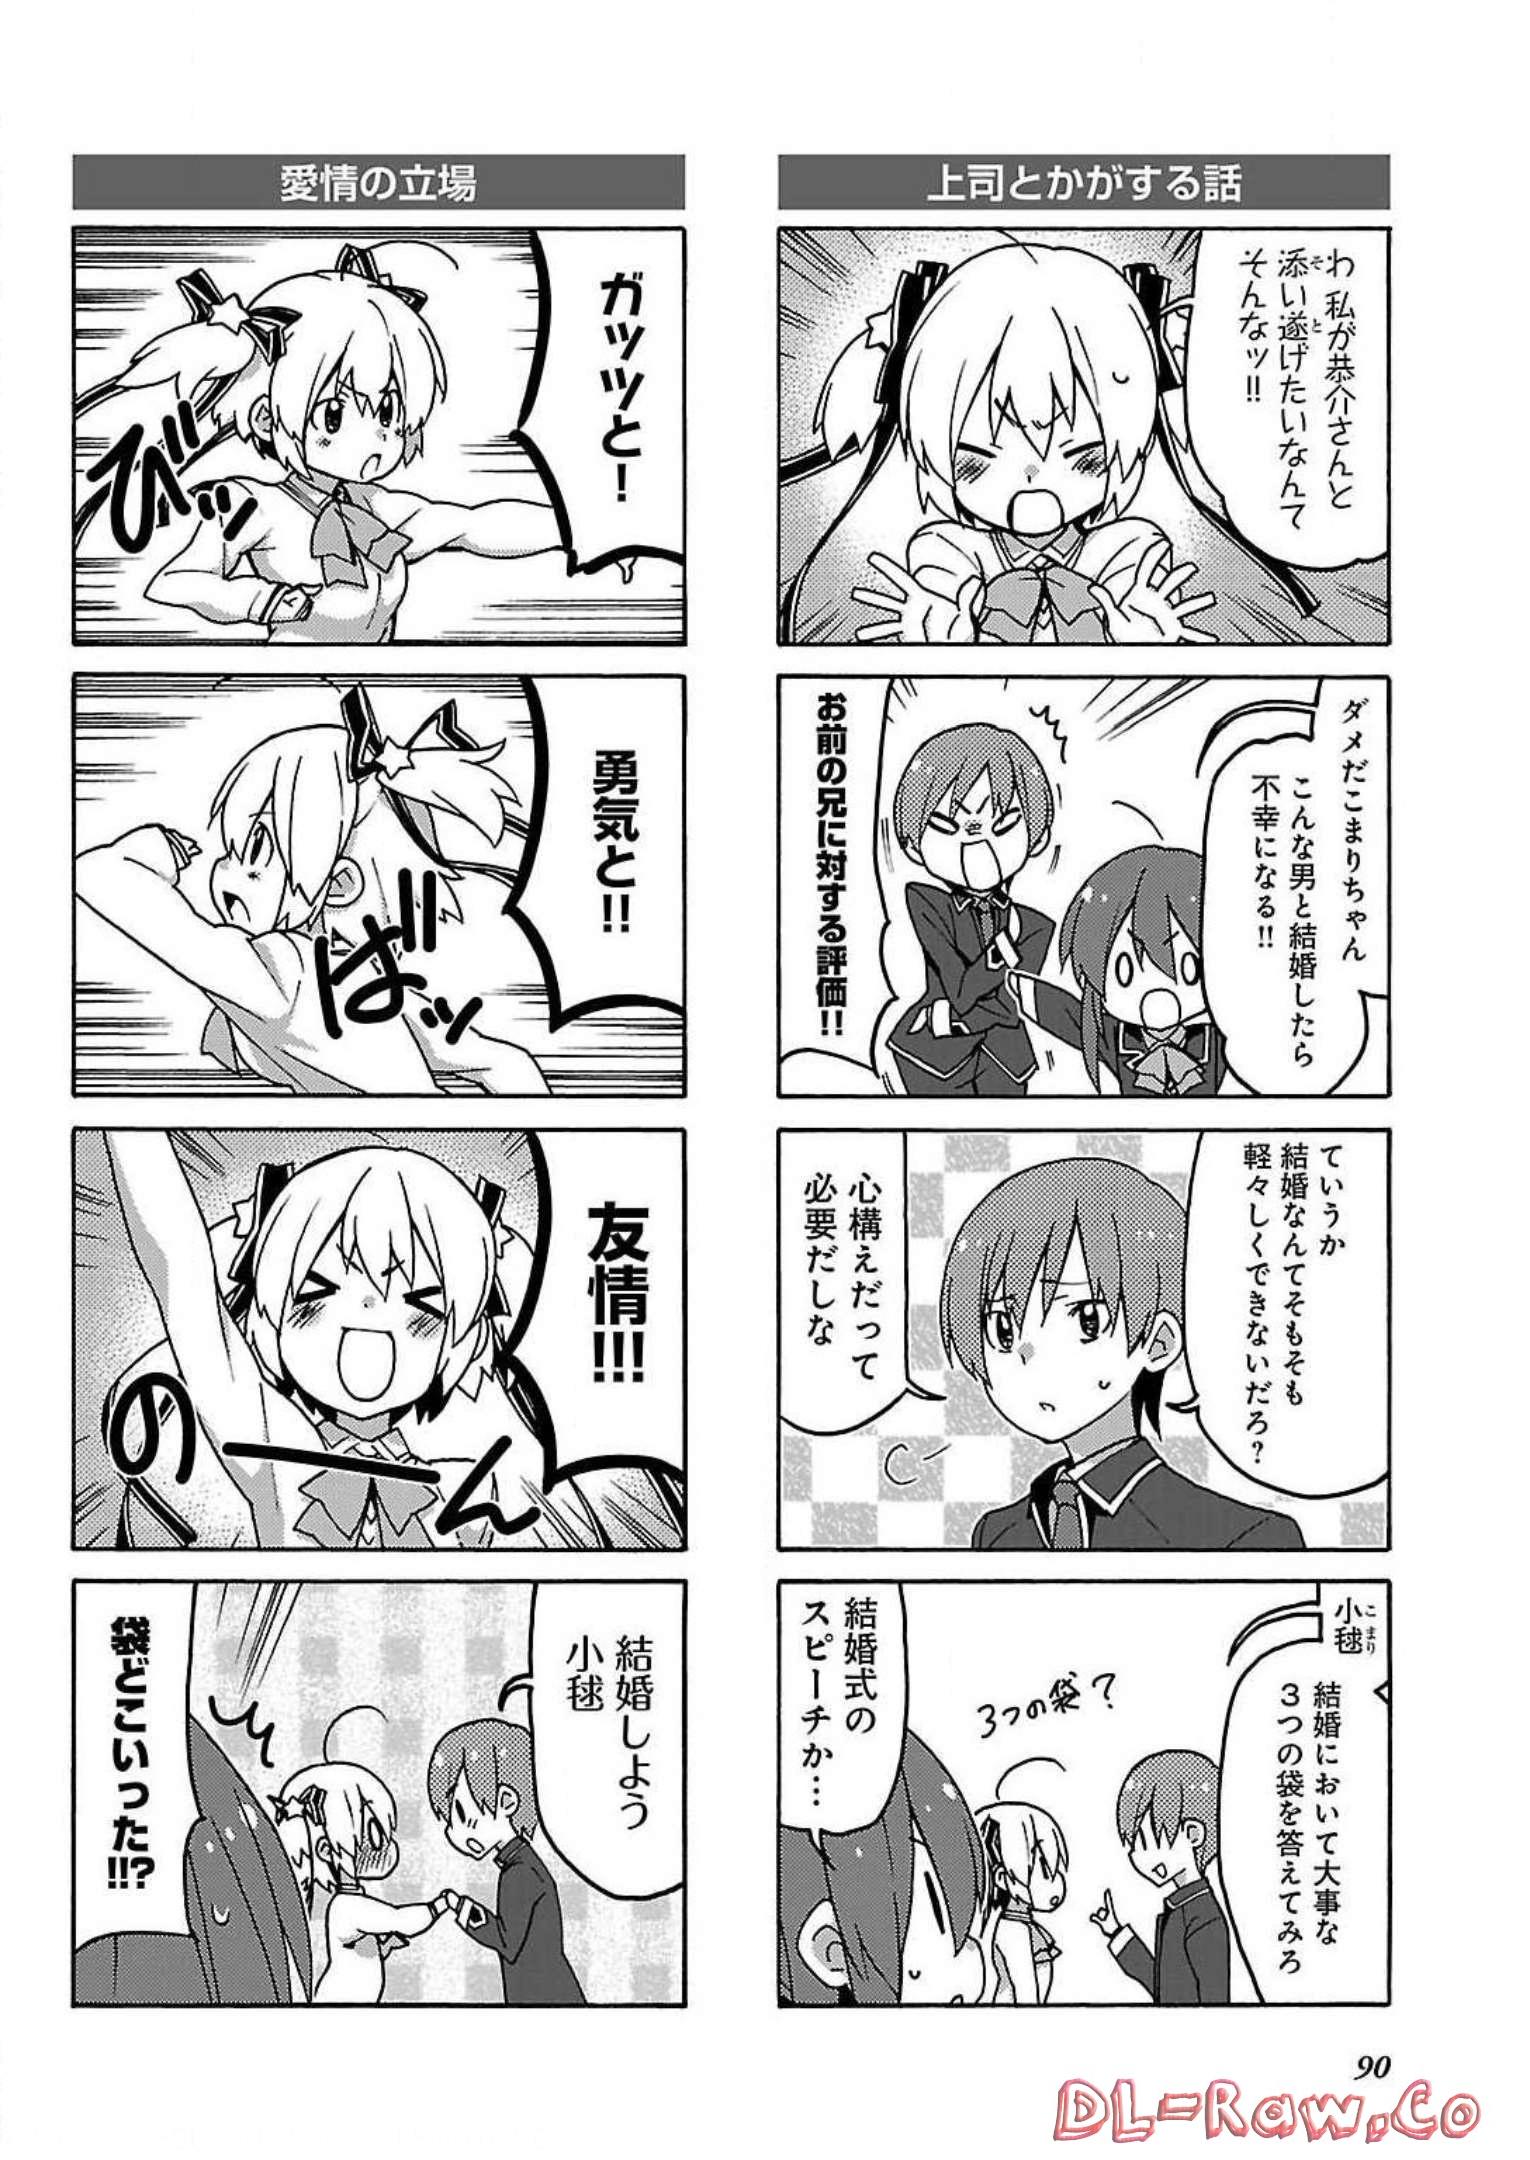 上司とかがする話
わ 私が恭介さんと
添い遂げたいなんて
そんなッ!!
ダメだこまりちゃん
こんな男と結婚したら
不幸になる!!
お前の兄に対する評価!!
ていうか
結婚なんてそもそも
軽々しくできないだろ?
心構えだって
必要だしな
小毬
結婚において大事な
3つの袋を答えてみろ
3つの袋?
結婚式の
スピーチか…
愛情の立場
ガッツと!
びッ
勇気と!!
ばッ
友情!!!
のーん
結婚しよう
小毬
袋どこいった!!?
90
DL-Raw.Co